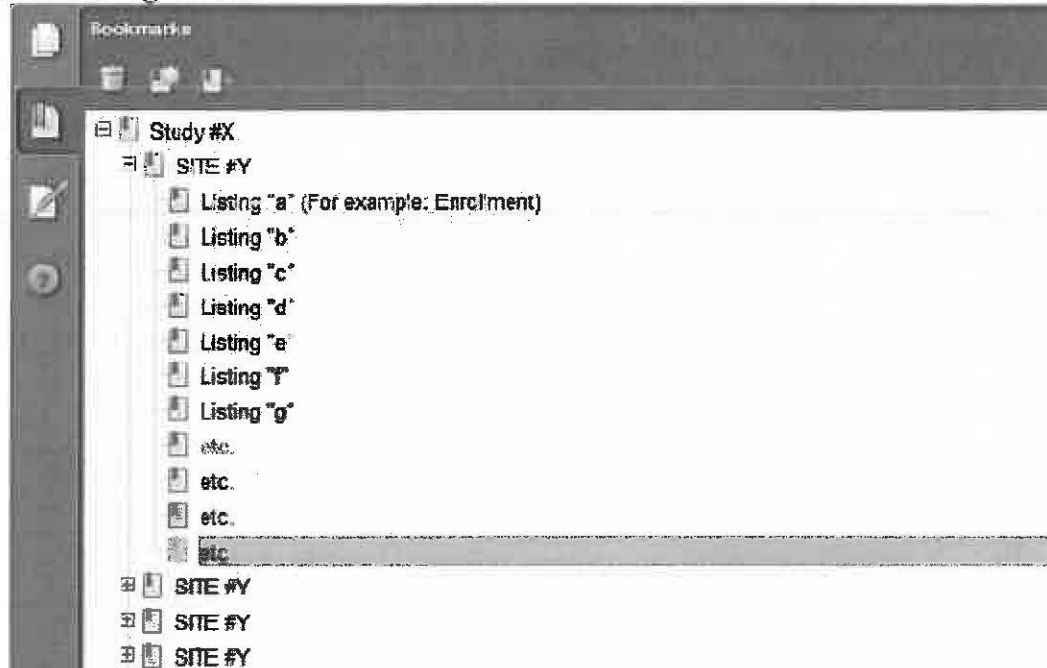 Bookmarks
Study #X
SITE #Y
Listing "a" (For example: Enrollment)
Listing "b"
Listing "c"
Listing "d"
Listing "e"
Listing "f"
Listing "g"
etc.
etc.
etc.
etc
SITE #Y
SITE #Y
SITE #Y